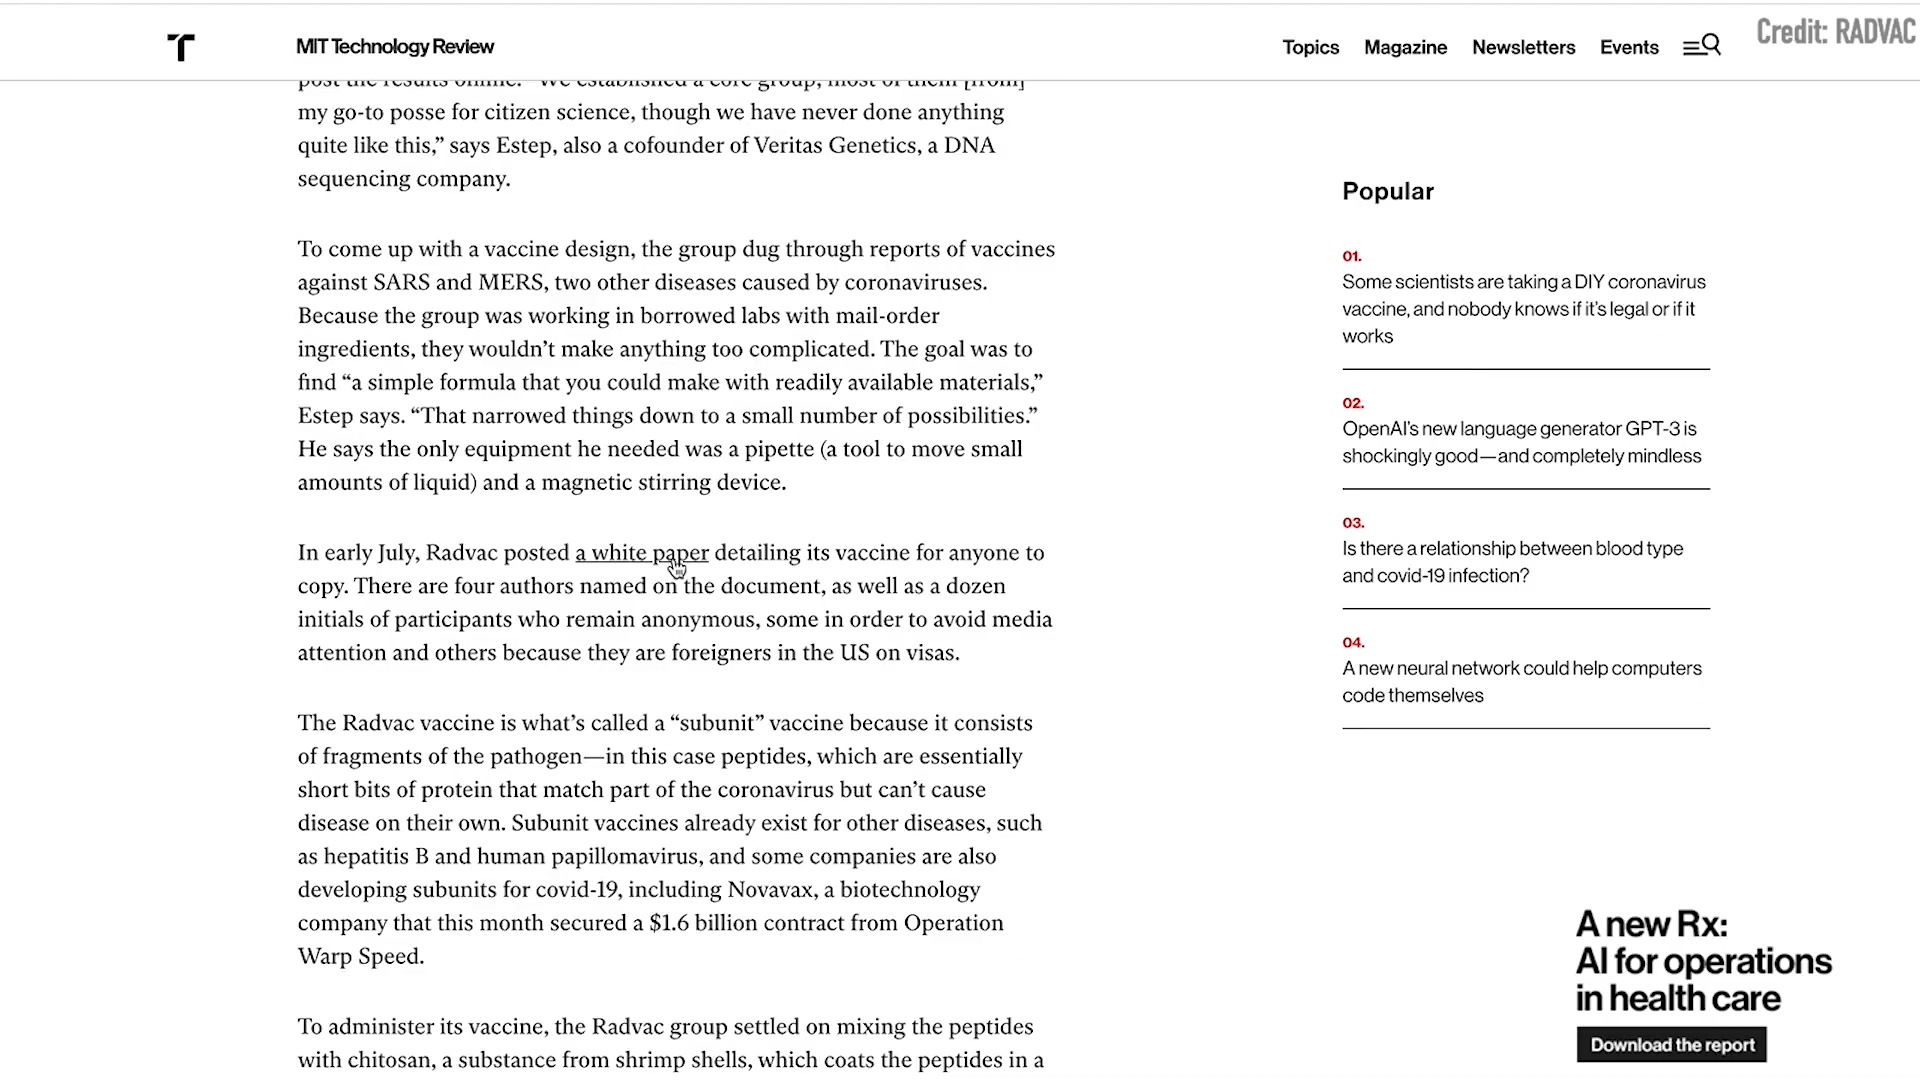 MIT Technology Review
Topics Magazine Newsletters Events
Credit: RADVAC
post the results online. “We established a core group, most of them [from]
my go-to posse for citizen science, though we have never done anything
quite like this,” says Estep, also a cofounder of Veritas Genetics, a DNA
sequencing company.
To come up with a vaccine design, the group dug through reports of vaccines
against SARS and MERS, two other diseases caused by coronaviruses.
Because the group was working in borrowed labs with mail-order
ingredients, they wouldn’t make anything too complicated. The goal was to
find “a simple formula that you could make with readily available materials,”
Estep says. “That narrowed things down to a small number of possibilities.”
He says the only equipment he needed was a pipette (a tool to move small
amounts of liquid) and a magnetic stirring device.
In early July, Radvac posted a white paper detailing its vaccine for anyone to
copy. There are four authors named on the document, as well as a dozen
initials of participants who remain anonymous, some in order to avoid media
attention and others because they are foreigners in the US on visas.
The Radvac vaccine is what’s called a “subunit” vaccine because it consists
of fragments of the pathogen—in this case peptides, which are essentially
short bits of protein that match part of the coronavirus but can’t cause
disease on their own. Subunit vaccines already exist for other diseases, such
as hepatitis B and human papillomavirus, and some companies are also
developing subunits for covid-19, including Novavax, a biotechnology
company that this month secured a $1.6 billion contract from Operation
Warp Speed.
To administer its vaccine, the Radvac group settled on mixing the peptides
with chitosan, a substance from shrimp shells, which coats the peptides in a
Popular
01.
Some scientists are taking a DIY coronavirus
vaccine, and nobody knows if it’s legal or if it
works
02.
OpenAI’s new language generator GPT-3 is
shockingly good—and completely mindless
03.
Is there a relationship between blood type
and covid-19 infection?
04.
A new neural network could help computers
code themselves
A new Rx:
AI for operations
in health care
Download the report